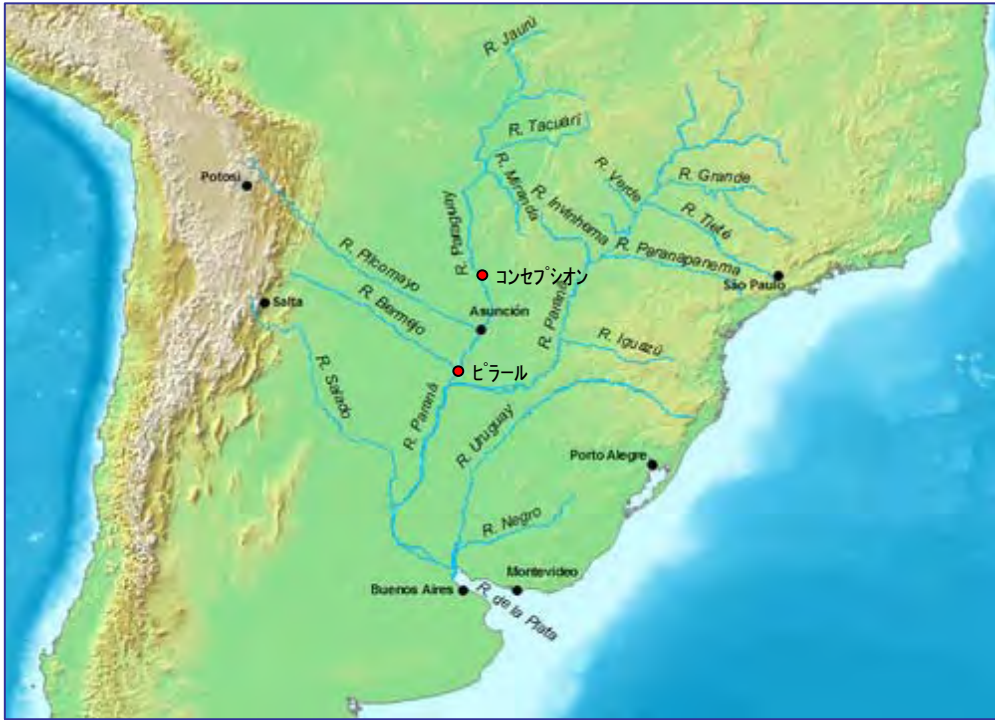 R. Jaurú
R. Tacuarí
Potosí
R. Miranda
R. Verde
R. Grande
R. Invinhema
R. Tieté
R. Paraguay
R. Paranapanema
R. Pilcomayo
コンセプシオン
São Paulo
Salta
R. Bermejo
Asunción
R. Paraná
R. Iguazú
ピラール
R. Salado
R. Paraná
R. Uruguay
Porto Alegre
R. Negro
Montevideo
Buenos Aires
R. de la Plata